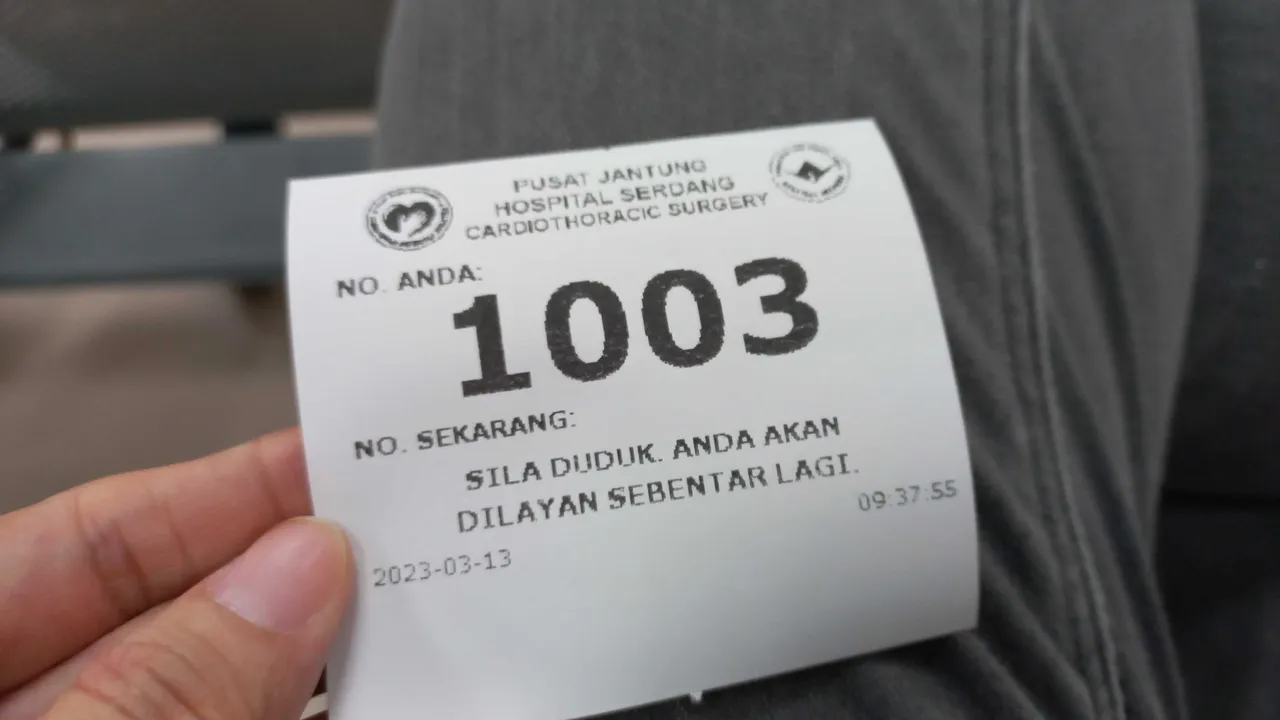 PUSAT JANTUNG
HOSPITAL SERDANG
CARDIOTHORACIC SURGERY
NO. ANDA:
1003
NO. SEKARANG:
SILA DUDUK. ANDA AKAN
DILAYAN SEBENTAR LAGI.
09:37:55
2023-03-13